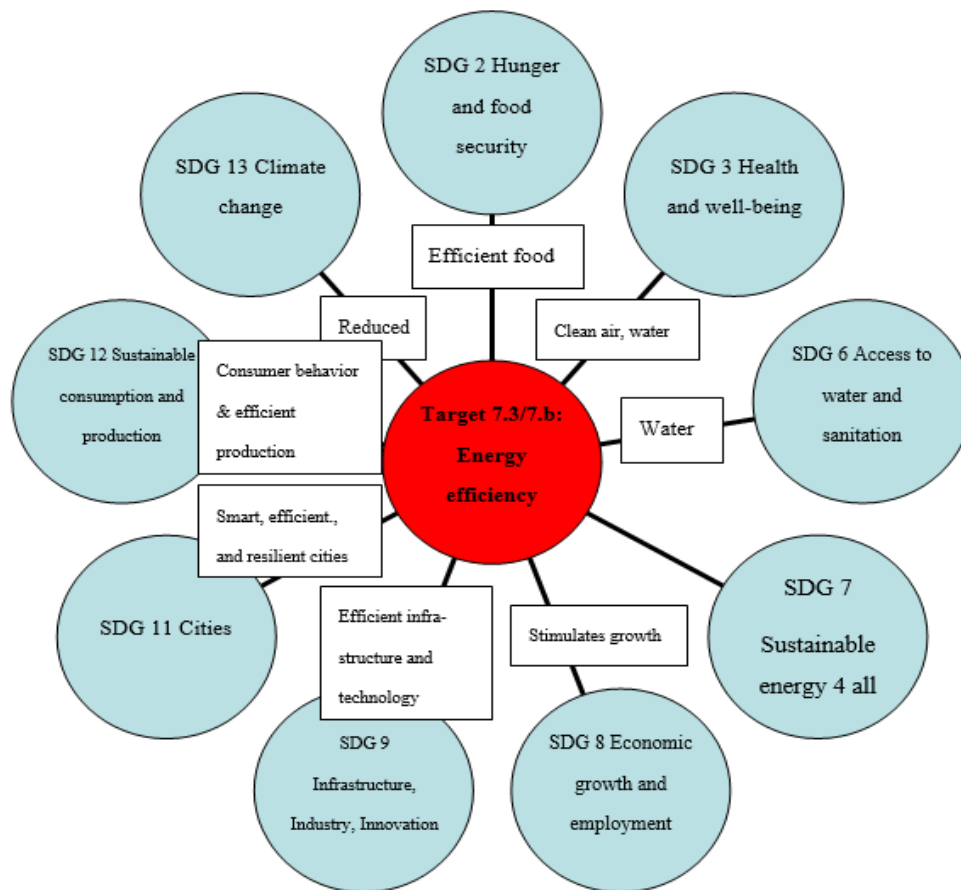 SDG 2 Hunger
and food
security
SDG 13 Climate
change
SDG 3 Health
and well-being
Efficient food
Reduced
Clean air, water
SDG 12 Sustainable
consumption and
production
Consumer behavior
& efficient
production
Target 7.3/7.b:
Energy
efficiency
Water
SDG 6 Access to
water and
sanitation
Smart, efficient.,
and resilient cities
SDG 11 Cities
Efficient infra-
structure and
technology
Stimulates growth
SDG 7
Sustainable
energy 4 all
SDG 9
Infrastructure,
Industry, Innovation
SDG 8 Economic
growth and
employment